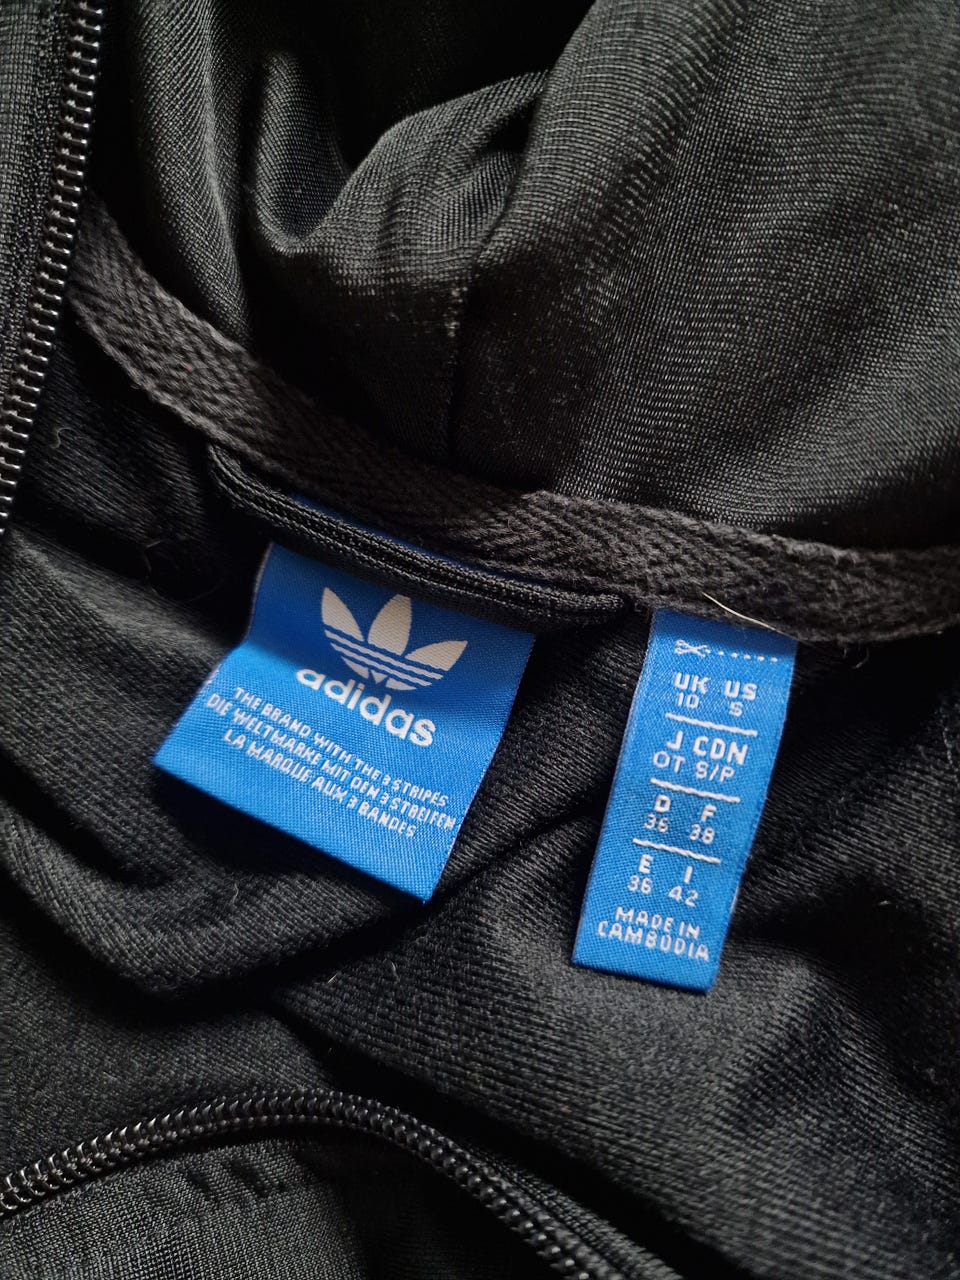 adidas
THE BRAND WITH THE 3 STRIPES
DIE WELTMARKE MIT DEN 3 STREIFEN
LA MARQUE AUX 3 BANDES
UK US
10 S
J CDN
OT S/P
D F
36 38
E I
36 42
MADE IN
CAMBODIA